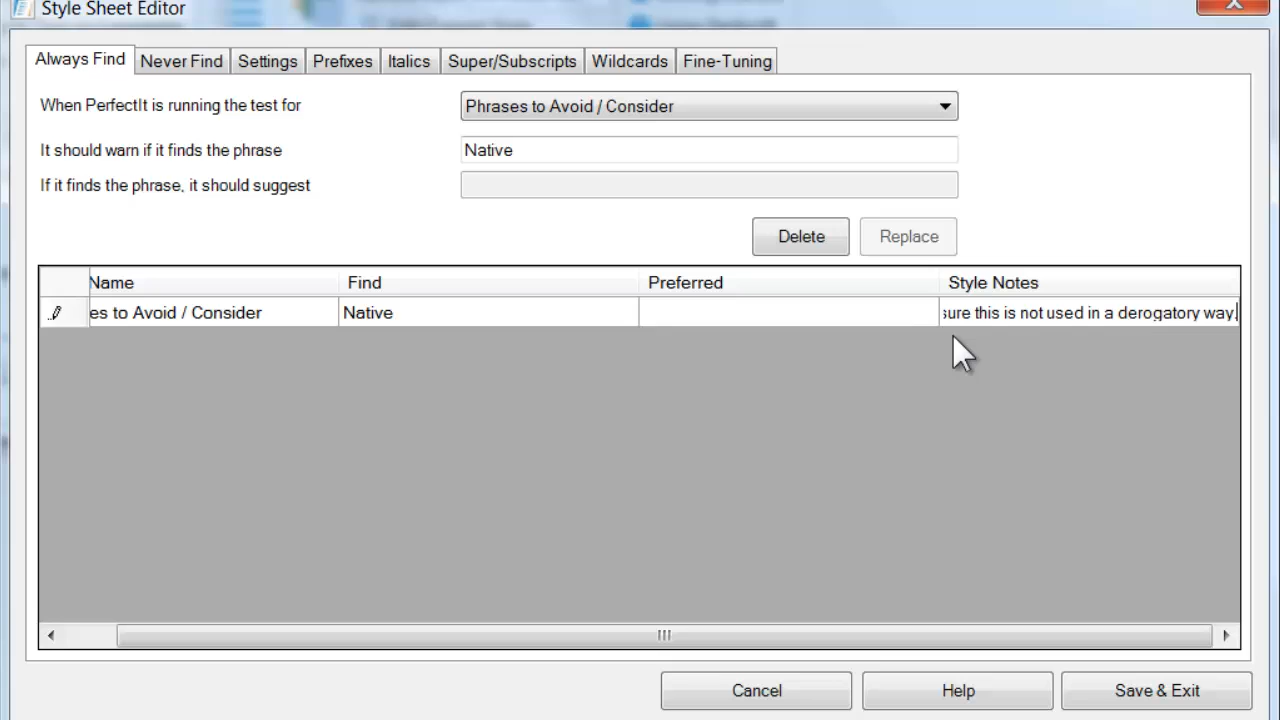 Style Sheet Editor
Always Find Never Find Settings Prefixes Italics Super/Subscripts Wildcards Fine-Tuning
When PerfectIt is running the test for Phrases to Avoid / Consider
It should warn if it finds the phrase Native
If it finds the phrase, it should suggest
Delete Replace
Name Find Preferred Style Notes
es to Avoid / Consider Native sure this is not used in a derogatory way.
Cancel Help Save & Exit